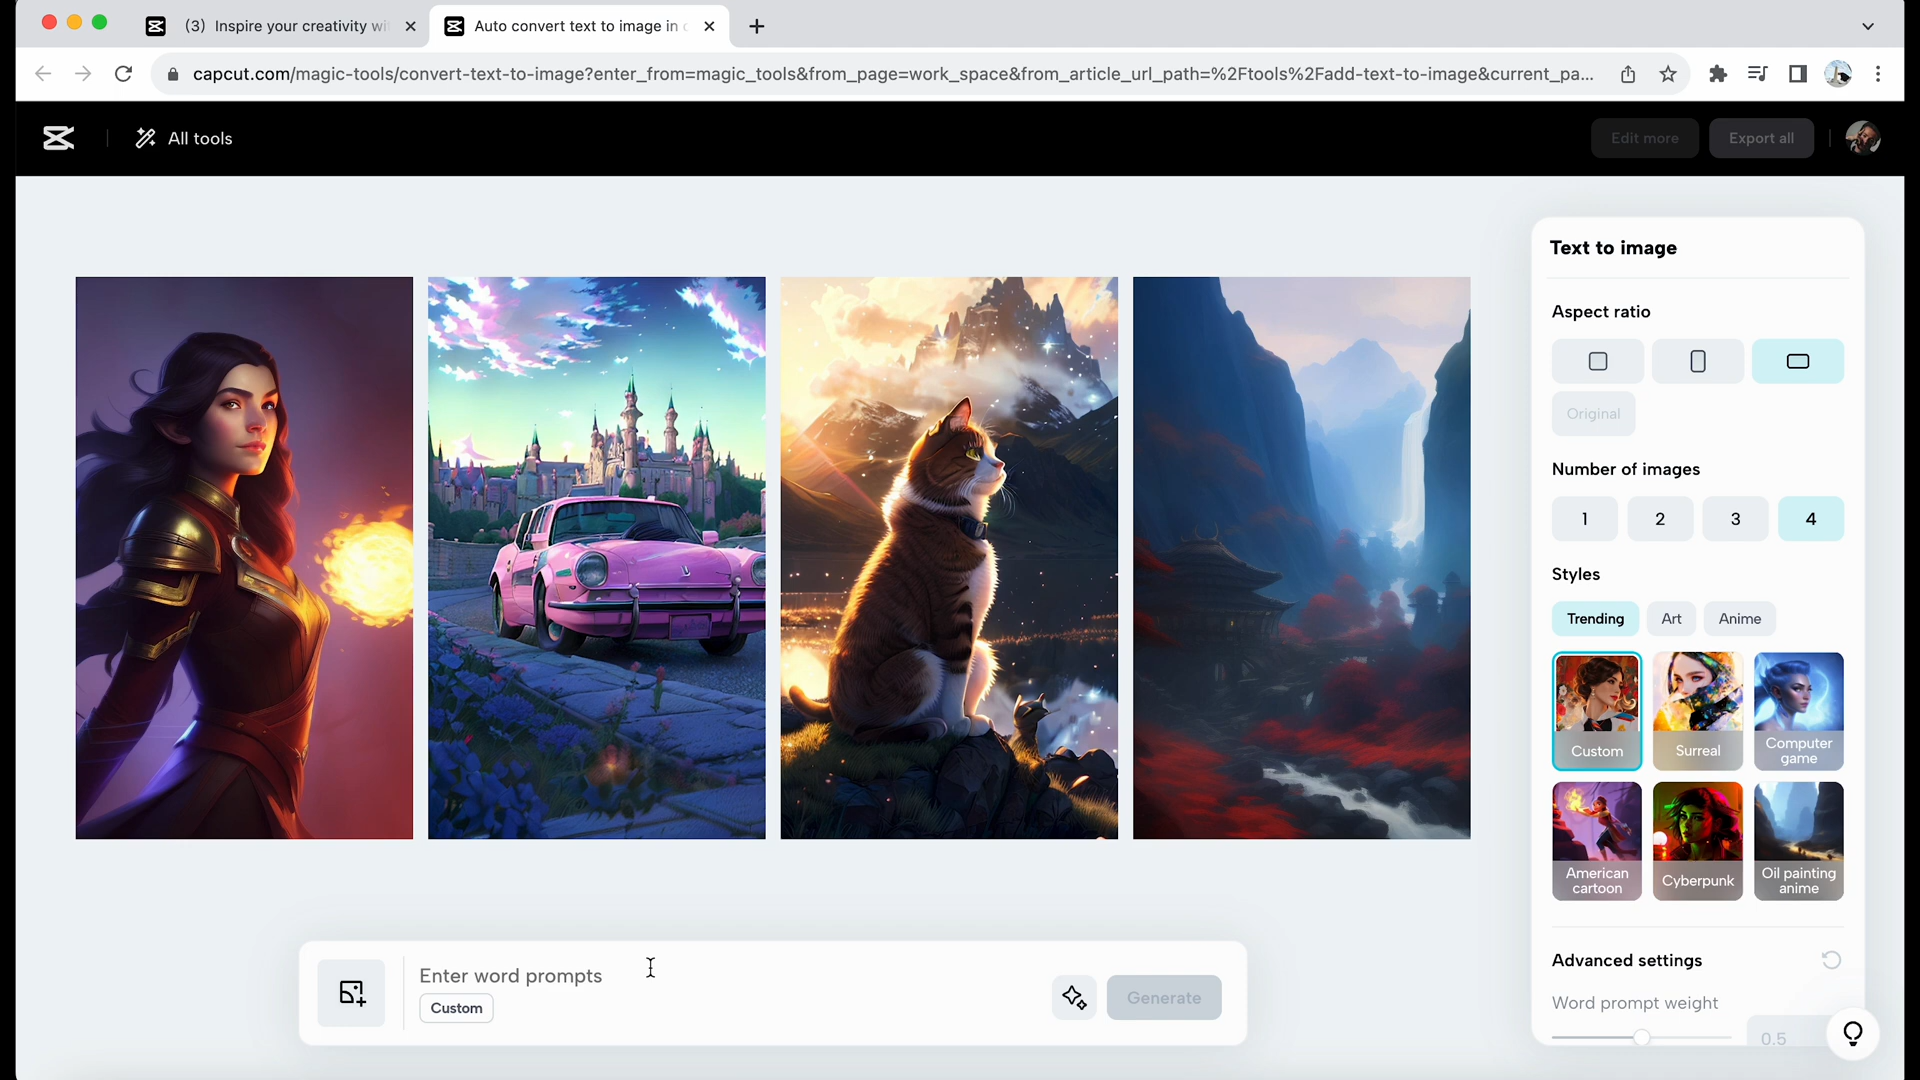 (3) Inspire your creativity wi
Auto convert text to image in
capcut.com/magic-tools/convert-text-to-image?enter_from=magic_tools&from_page=work_space&from_article_url_path=%2Ftools%2Fadd-text-to-image&current_pa...
All tools
Edit more
Export all
Text to image
Aspect ratio
Original
Number of images
1 2 3 4
Styles
Trending Art Anime
Custom Surreal Computer game
American cartoon Cyberpunk Oil painting anime
Advanced settings
Word prompt weight
0.5
Enter word prompts
Custom
Generate